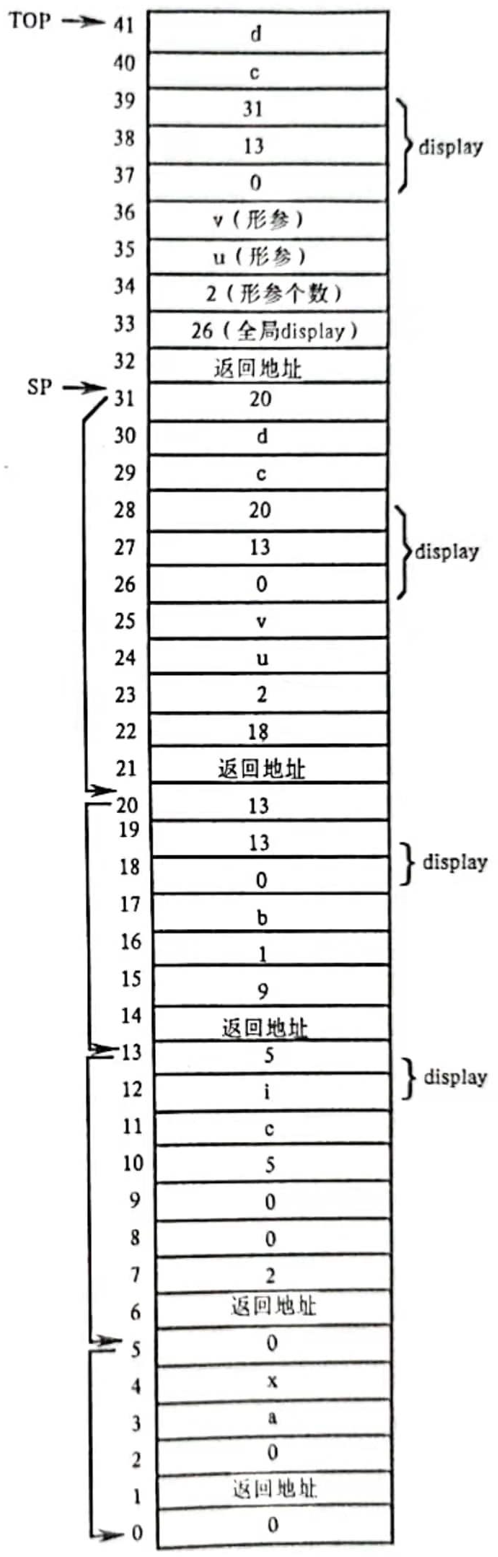 TOP 41 d
40 c
39 31
38 13 display
37 0
36 v（形参）
35 u（形参）
34 2（形参个数）
33 26（全局display）
32 返回地址
SP 31 20
30 d
29 c
28 20
27 13 display
26 0
25 v
24 u
23 2
22 18
21 返回地址
20 13
19 13
18 0 display
17 b
16 1
15 9
14 返回地址
13 5
12 i display
11 c
10 5
9 0
8 0
7 2
6 返回地址
5 0
4 x
3 a
2 0
1 返回地址
0 0